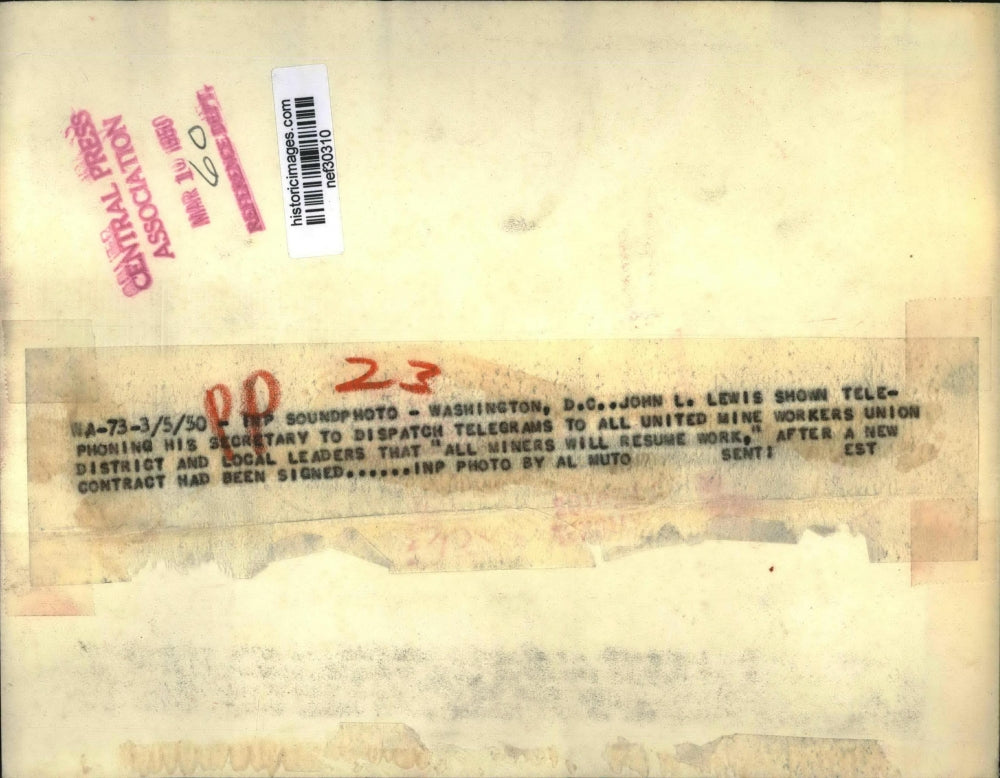 CENTRAL PRESS
ASSOCIATION
MAR 10 1950
60
REFERENCE DEPT.
historicimages.com
nef30310
PP 23
WA-73-3/5/50 - INP SOUNDPHOTO - WASHINGTON, D.C..JOHN L. LEWIS SHOWN TELE-
PHONING HIS SECRETARY TO DISPATCH TELEGRAMS TO ALL UNITED MINE WORKERS UNION
DISTRICT AND LOCAL LEADERS THAT "ALL MINERS WILL RESUME WORK," AFTER A NEW
CONTRACT HAD BEEN SIGNED.......INP PHOTO BY AL MUTO SENT: EST